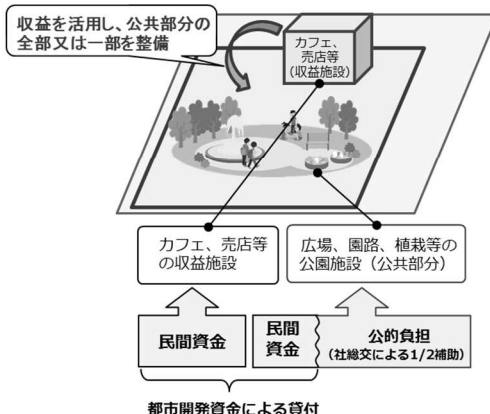 収益を活用し、公共部分の
全部又は一部を整備
カフェ、
売店等
(収益施設)
カフェ、売店等
の収益施設
広場、園路、植栽等の
公園施設（公共部分）
民間資金
民間
資金
公的負担
(社総交による1/2補助)
都市開発資金による貸付